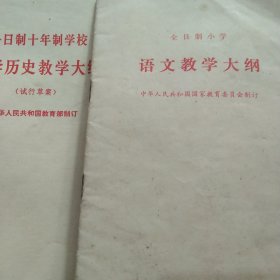 全日制十年制学校
学历史教学大纲
（试行草案）
华人民共和国教育部制订
全日制小学
语文教学大纲
中华人民共和国国家教育委员会制订